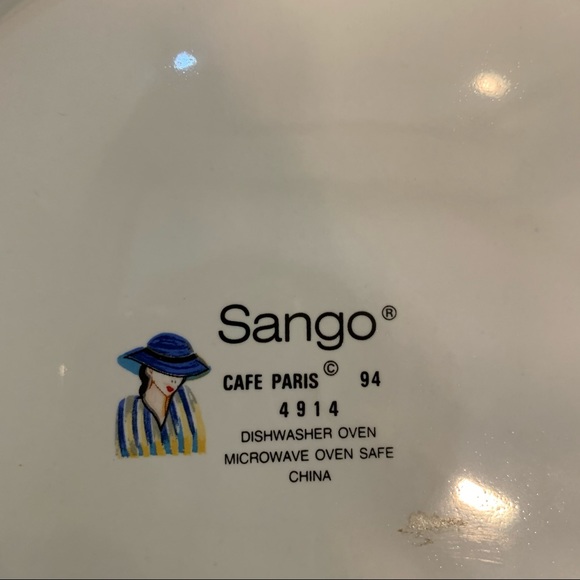 Sango®
CAFE PARIS© 94
4914
DISHWASHER OVEN
MICROWAVE OVEN SAFE
CHINA